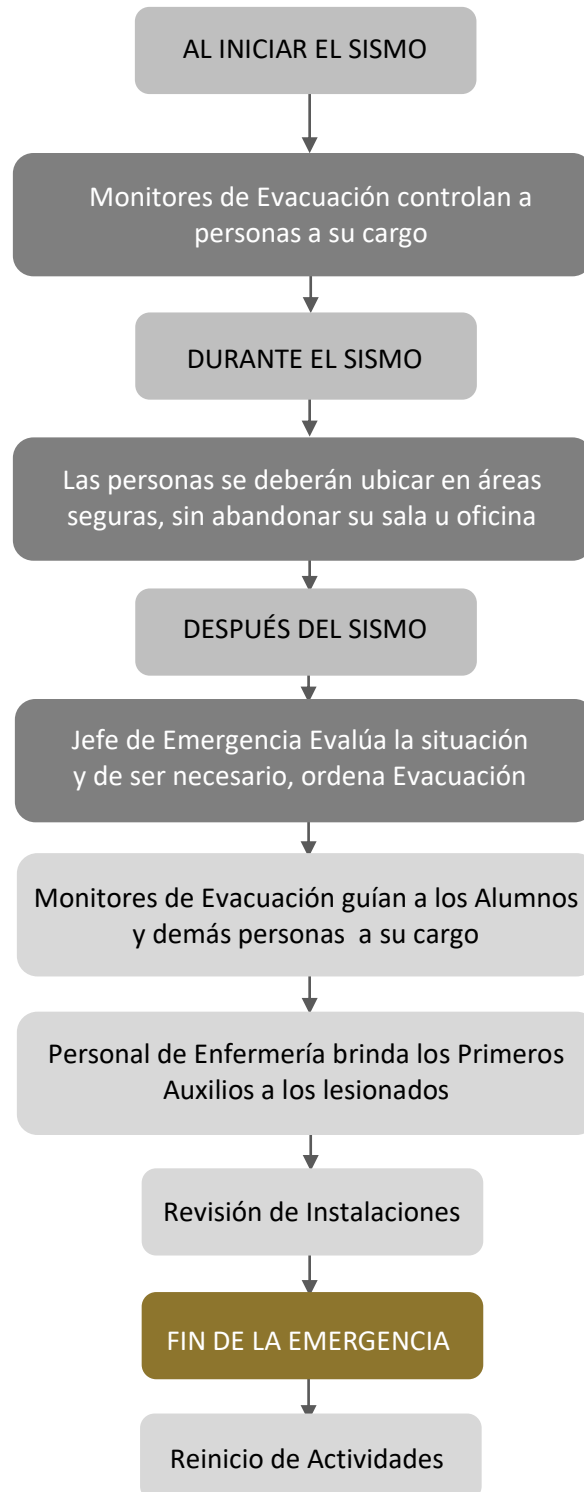 AL INICIAR EL SISMO
Monitores de Evacuación controlan a
personas a su cargo
DURANTE EL SISMO
Las personas se deberán ubicar en áreas
seguras, sin abandonar su sala u oficina
DESPUÉS DEL SISMO
Jefe de Emergencia Evalúa la situación
y de ser necesario, ordena Evacuación
Monitores de Evacuación guían a los Alumnos
y demás personas a su cargo
Personal de Enfermería brinda los Primeros
Auxilios a los lesionados
Revisión de Instalaciones
FIN DE LA EMERGENCIA
Reinicio de Actividades